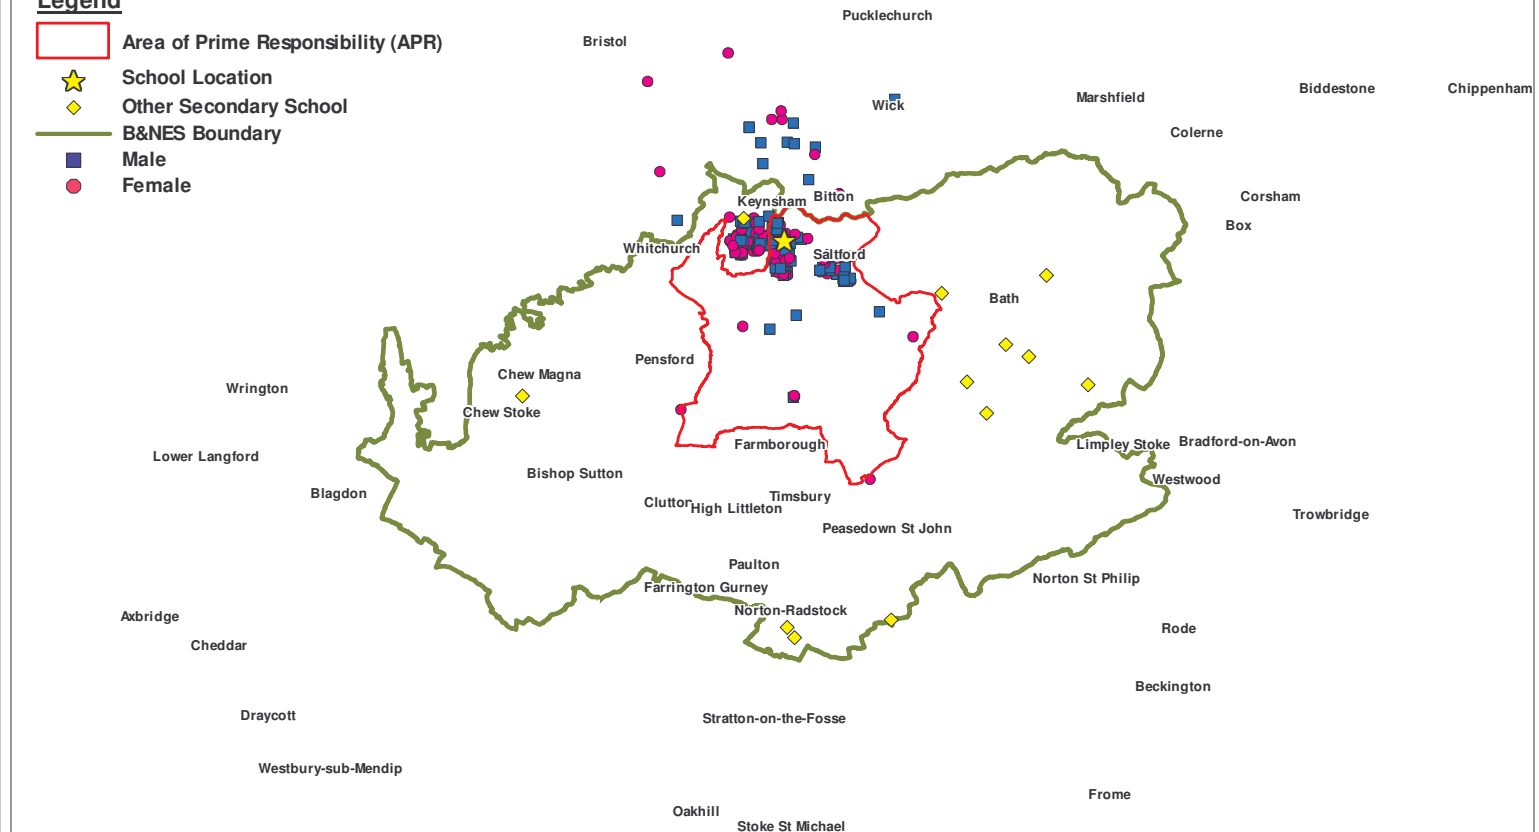 Legend
Area of Prime Responsibility (APR)
School Location
Other Secondary School
B&NES Boundary
Male
Female
Pucklechurch
Bristol
Biddestone
Chippenham
Marshfield
Wick
Colerne
Corsham
Bitton
Keynsham
Box
Whitchurch
Saltford
Bath
Pensford
Chew Magna
Wrington
Chew Stoke
Farmborough
Limpley Stoke
Bradford-on-Avon
Lower Langford
Bishop Sutton
Westwood
Blagdon
Timsbury
Clutton
High Littleton
Trowbridge
Peasedown St John
Paulton
Norton St Philip
Farrington Gurney
Norton-Radstock
Axbridge
Rode
Cheddar
Beckington
Draycott
Stratton-on-the-Fosse
Westbury-sub-Mendip
Frome
Oakhill
Stoke St Michael